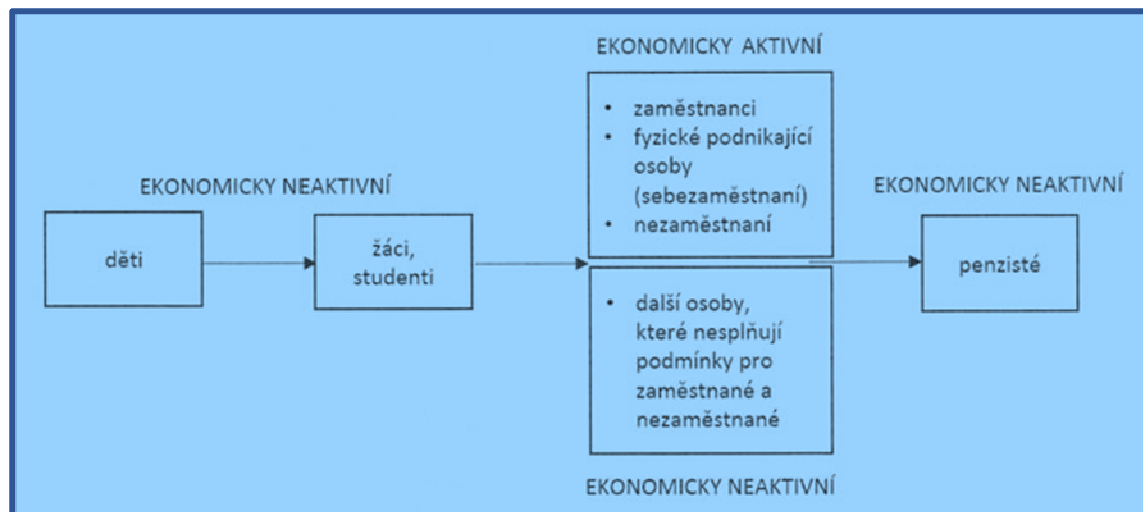 EKONOMICKY NEAKTIVNÍ
děti
žáci,
studenti
EKONOMICKY AKTIVNÍ
• zaměstnanci
• fyzické podnikající
osoby
(sebezaměstnaní)
• nezaměstnaní
• další osoby,
které nesplňují
podmínky pro
zaměstnané a
nezaměstnané
EKONOMICKY NEAKTIVNÍ
EKONOMICKY NEAKTIVNÍ
penzisté